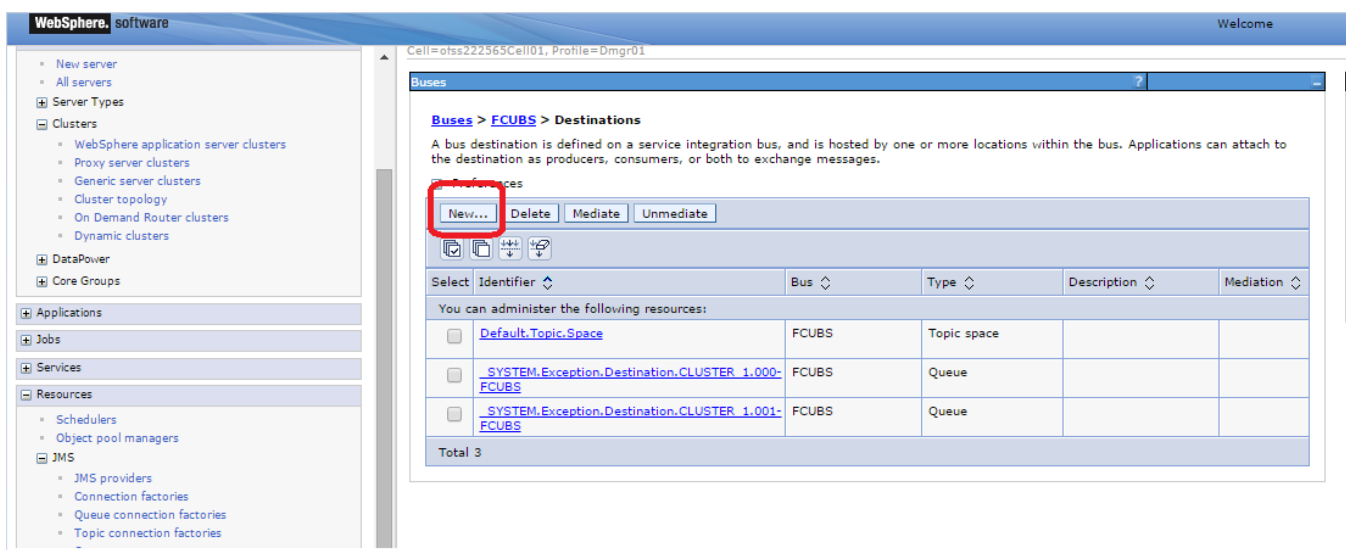 WebSphere. software
Welcome
New server
All servers
Server Types
Clusters
WebSphere application server clusters
Proxy server clusters
Generic server clusters
Cluster topology
On Demand Router clusters
Dynamic clusters
DataPower
Core Groups
Applications
Jobs
Services
Resources
Schedulers
Object pool managers
JMS
JMS providers
Connection factories
Queue connection factories
Topic connection factories
Cell=ofss222565Cell01, Profile=Dmgr01
Buses
?
Buses > FCUBS > Destinations
A bus destination is defined on a service integration bus, and is hosted by one or more locations within the bus. Applications can attach to
the destination as producers, consumers, or both to exchange messages.
Preferences
New... Delete Mediate Unmediate
Select Identifier Bus Type Description Mediation
You can administer the following resources:
Default.Topic.Space FCUBS Topic space
_SYSTEM.Exception.Destination.CLUSTER_1.000- FCUBS Queue
FCUBS
_SYSTEM.Exception.Destination.CLUSTER_1.001- FCUBS Queue
FCUBS
Total 3